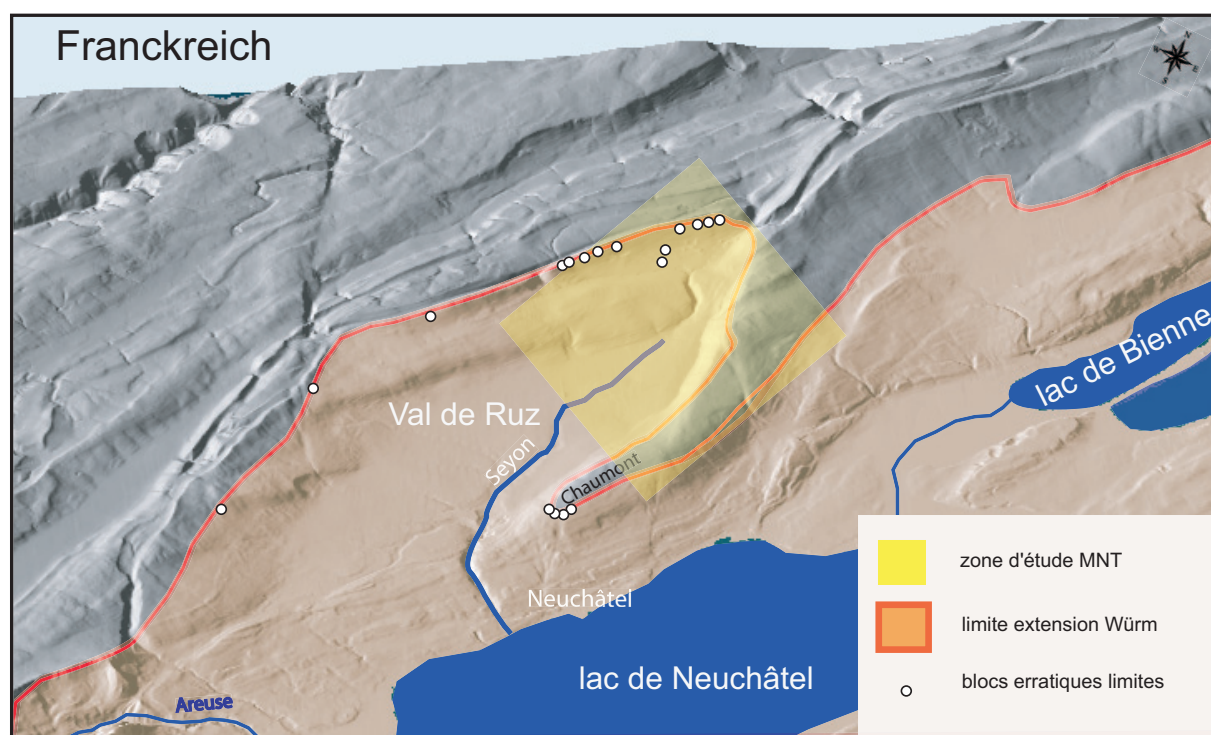 Franckreich
N
W
E
S
lac de Bienne
Val de Ruz
Seyon
Chaumont
zone d'étude MNT
Neuchâtel
limite extension Würm
lac de Neuchâtel
blocs erratiques limites
Areuse